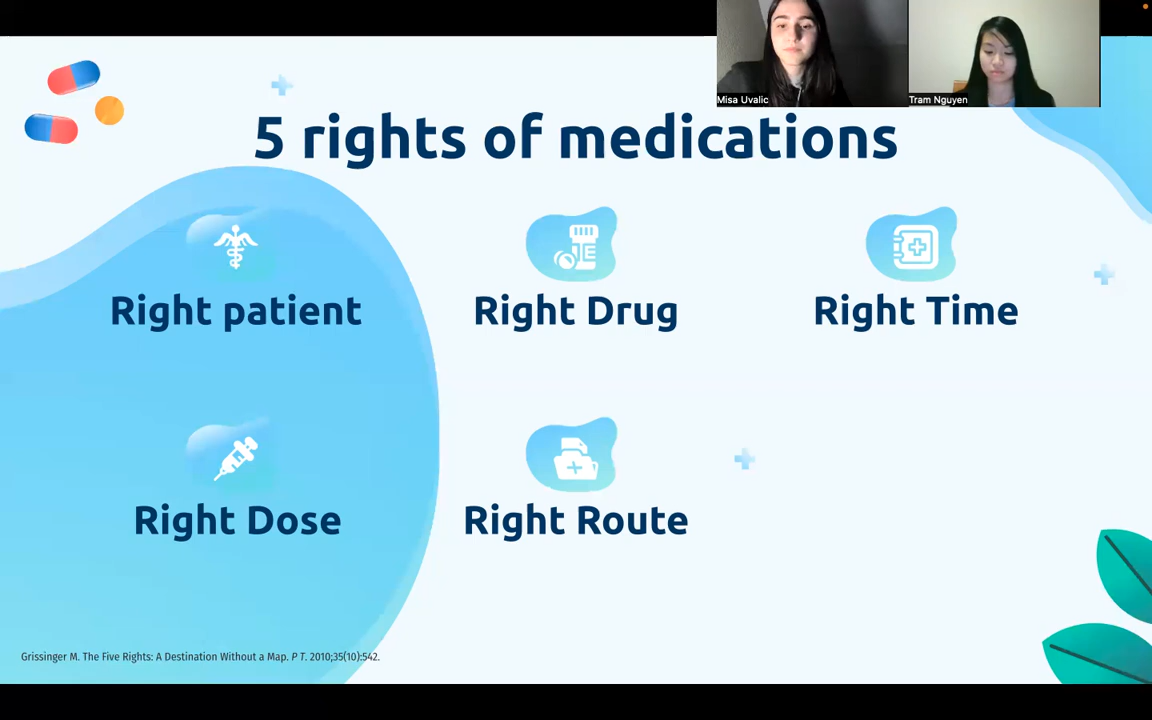 Misa Uvalic
Tram Nguyen
5 rights of medications
Right patient
Right Drug
Right Time
Right Dose
Right Route
Grissinger M. The Five Rights: A Destination Without a Map. P T. 2010;35(10):542.